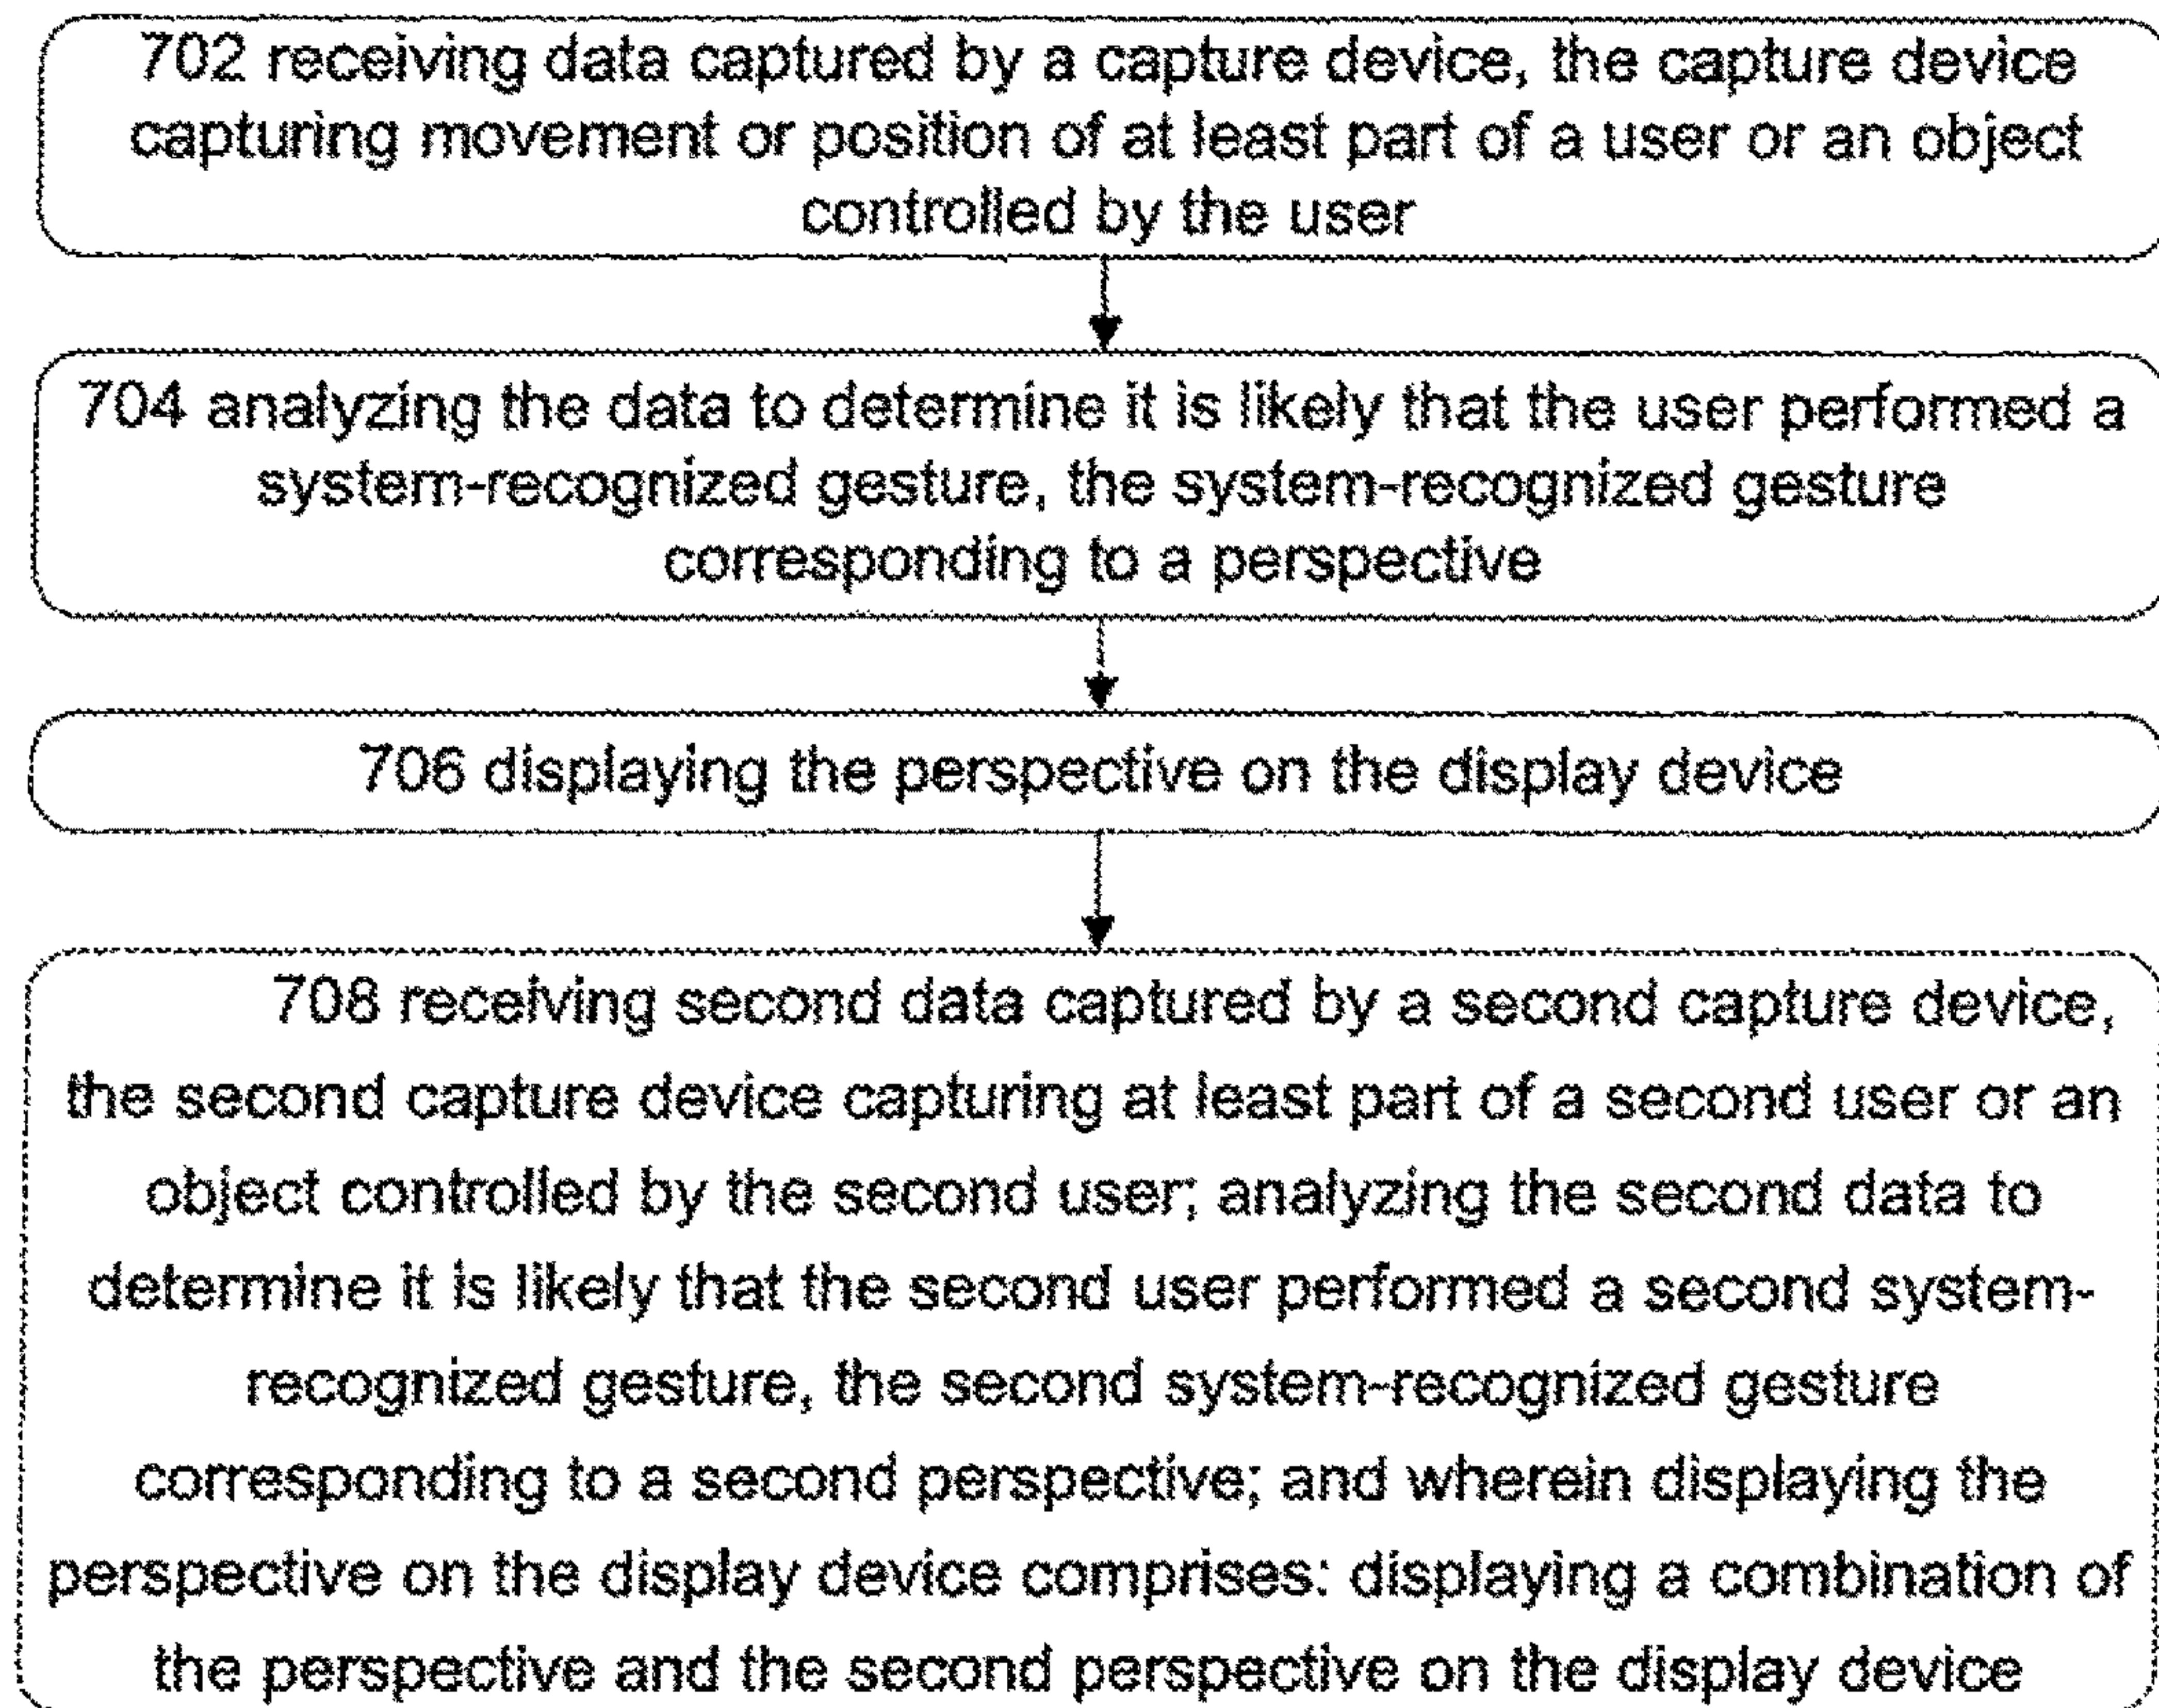 702 receiving data captured by a capture device, the capture device
capturing movement or position of at least part of a user or an object
controlled by the user
704 analyzing the data to determine it is likely that the user performed a
system-recognized gesture, the system-recognized gesture
corresponding to a perspective
706 displaying the perspective on the display device
708 receiving second data captured by a second capture device,
the second capture device capturing at least part of a second user or an
object controlled by the second user; analyzing the second data to
determine it is likely that the second user performed a second system-
recognized gesture, the second system-recognized gesture
corresponding to a second perspective; and wherein displaying the
perspective on the display device comprises: displaying a combination of
the perspective and the second perspective on the display device